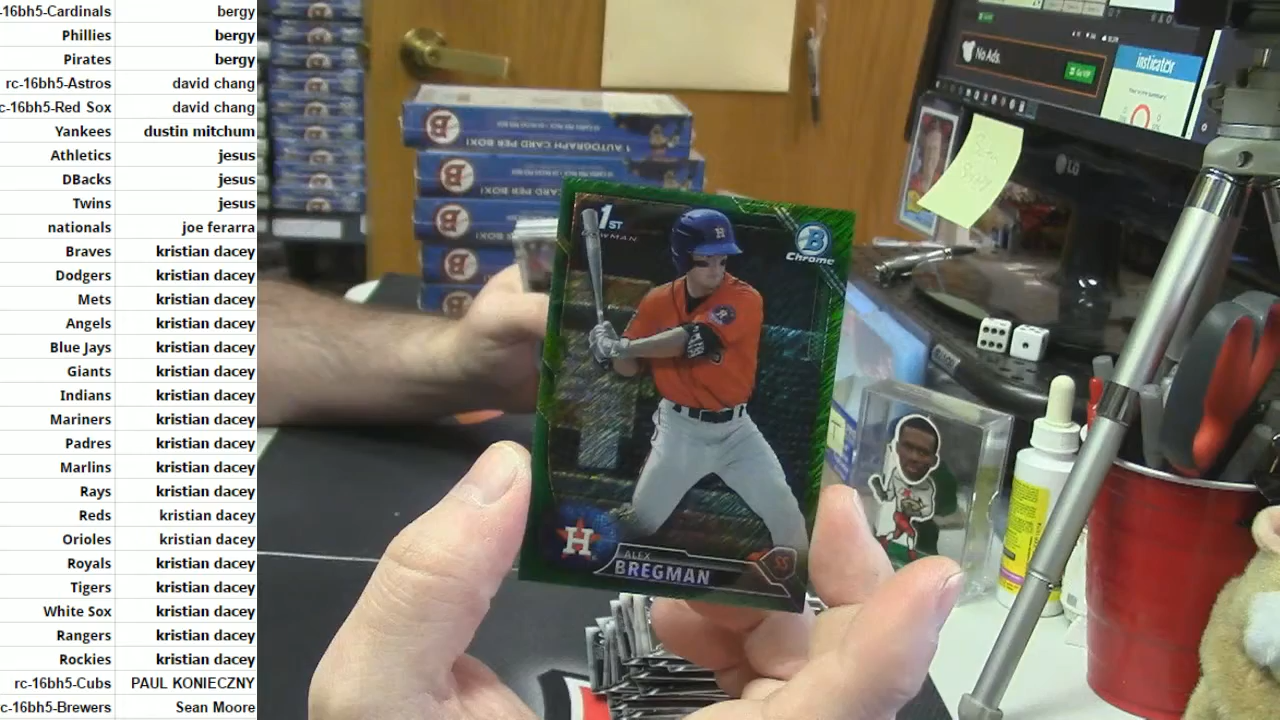 -16bh5-Cardinals bergy
Phillies bergy
Pirates bergy
rc-16bh5-Astros david chang
c-16bh5-Red Sox david chang
Yankees dustin mitchum
Athletics jesus
DBacks jesus
Twins jesus
nationals joe ferarra
Braves kristian dacey
Dodgers kristian dacey
Mets kristian dacey
Angels kristian dacey
Blue Jays kristian dacey
Giants kristian dacey
Indians kristian dacey
Mariners kristian dacey
Padres kristian dacey
Marlins kristian dacey
Rays kristian dacey
Reds kristian dacey
Orioles kristian dacey
Royals kristian dacey
Tigers kristian dacey
White Sox kristian dacey
Rangers kristian dacey
Rockies kristian dacey
rc-16bh5-Cubs PAUL KONIECZNY
c-16bh5-Brewers Sean Moore
No Ads.
insticator
LG
1 AUTOGRAPH CARD PER BOX!
1ST
BOWMAN
B
Chrome
H
H
ALEX
BREGMAN
SS